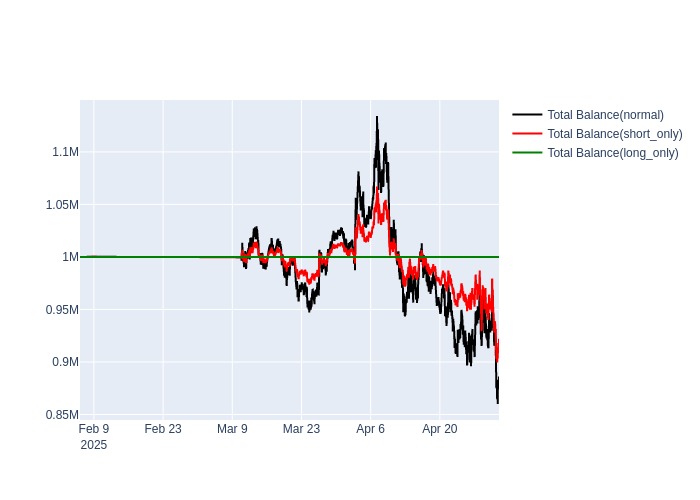 Total Balance(normal)
Total Balance(short_only)
Total Balance(long_only)
1.1M
1.05M
1M
0.95M
0.9M
0.85M
Feb 9
2025
Feb 23
Mar 9
Mar 23
Apr 6
Apr 20